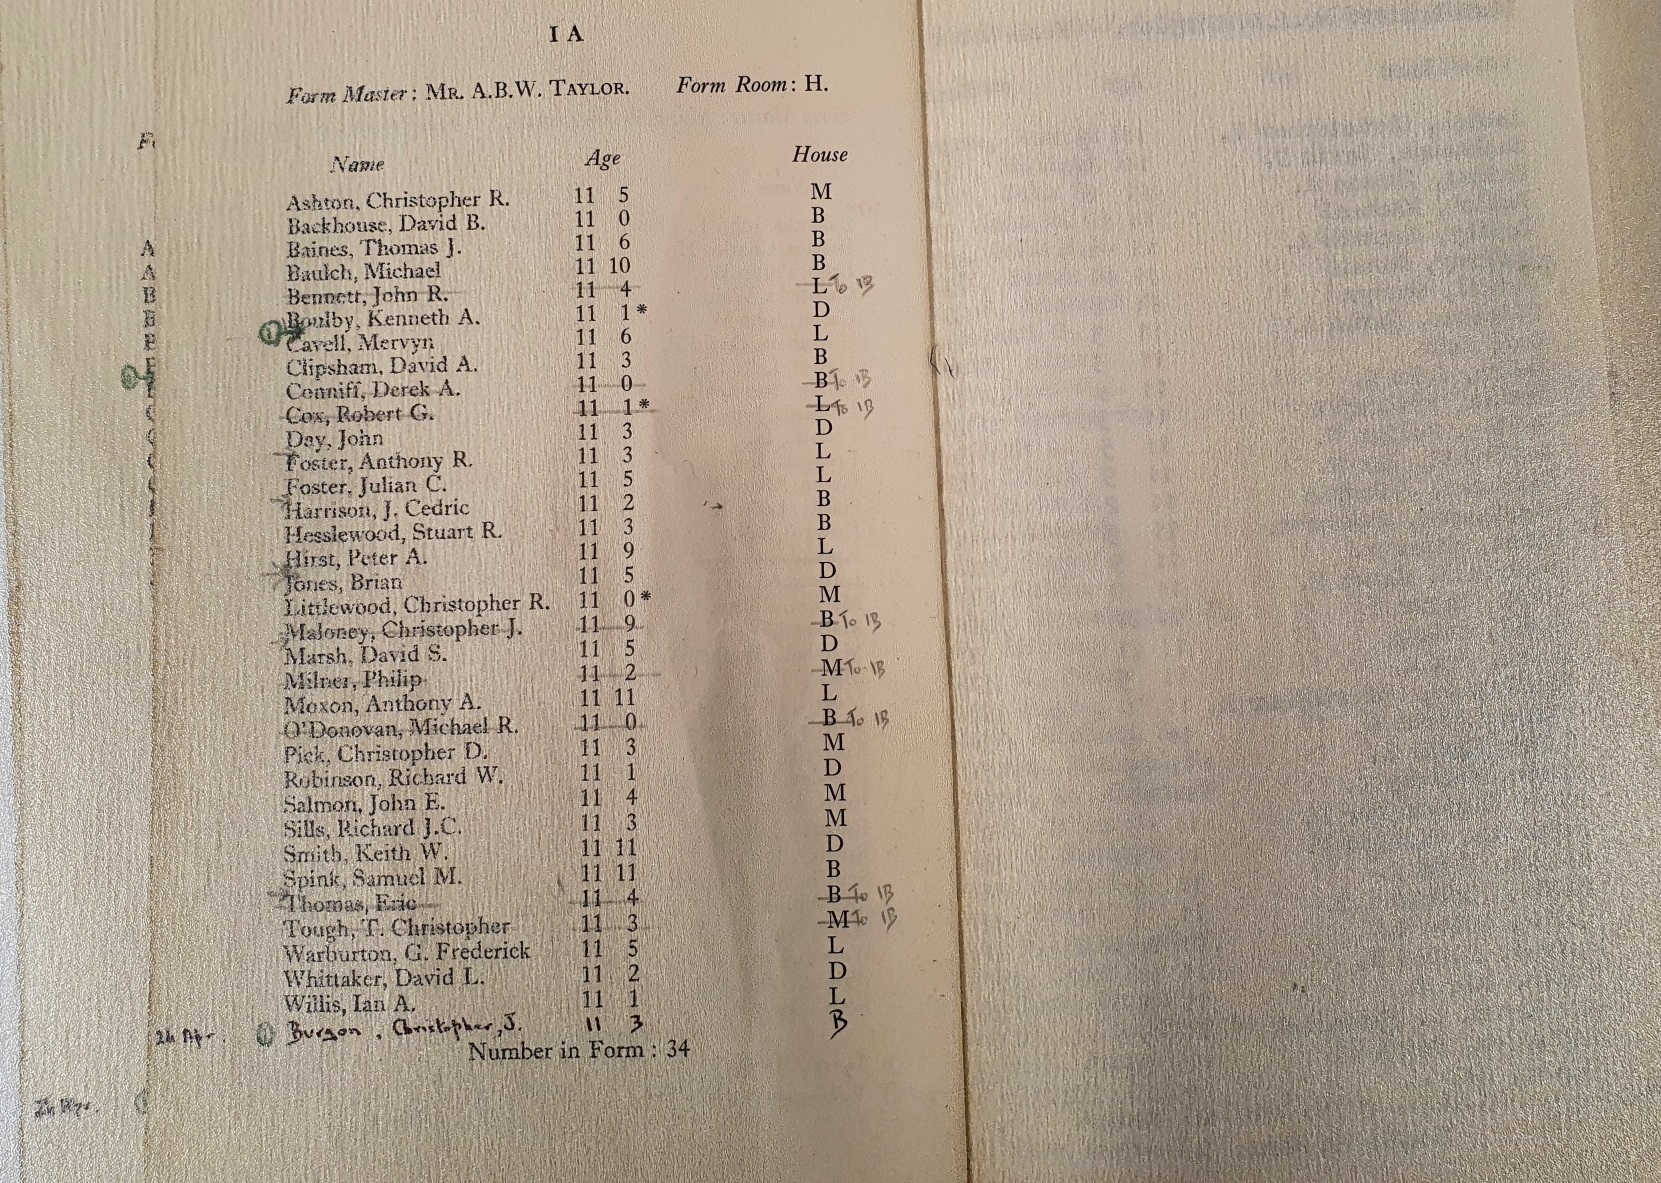 I A
Form Master: MR. A.B.W. TAYLOR. Form Room: H.
Name Age House
Ashton, Christopher R. 11 5 M
Backhouse, David B. 11 0 B
Baines, Thomas J. 11 6 B
Baulch, Michael 11 10 B
Bennett, John R. 11 4 L To 1B
Boulby, Kenneth A. 11 1* D
Cavell, Mervyn 11 6 L
Clipsham, David A. 11 3 B
Conniff, Derek A. 11 0 B To 1B
Cox, Robert G. 11 1* L To 1B
Day, John 11 3 D
Foster, Anthony R. 11 3 L
Foster, Julian C. 11 5 L
Harrison, J. Cedric 11 2 B
Hesslewood, Stuart R. 11 3 B
Hirst, Peter A. 11 9 L
Jones, Brian 11 5 D
Littlewood, Christopher R. 11 0* M
Maloney, Christopher J. 11 9 B To 1B
Marsh, David S. 11 5 D
Milner, Philip 11 2 M To 1B
Moxon, Anthony A. 11 11 L
O'Donovan, Michael R. 11 0 B To 1B
Pick, Christopher D. 11 3 M
Robinson, Richard W. 11 1 D
Salmon, John E. 11 4 M
Sills, Richard J.C. 11 3 M
Smith, Keith W. 11 11 D
Spink, Samuel M. 11 11 B
Thomas, Eric 11 4 B To 1B
Tough, T. Christopher 11 3 M To 1B
Warburton, G. Frederick 11 5 L
Whittaker, David L. 11 2 D
Willis, Ian A. 11 1 L
24 Apr. Burgon, Christopher, J. 11 3 B
Number in Form : 34